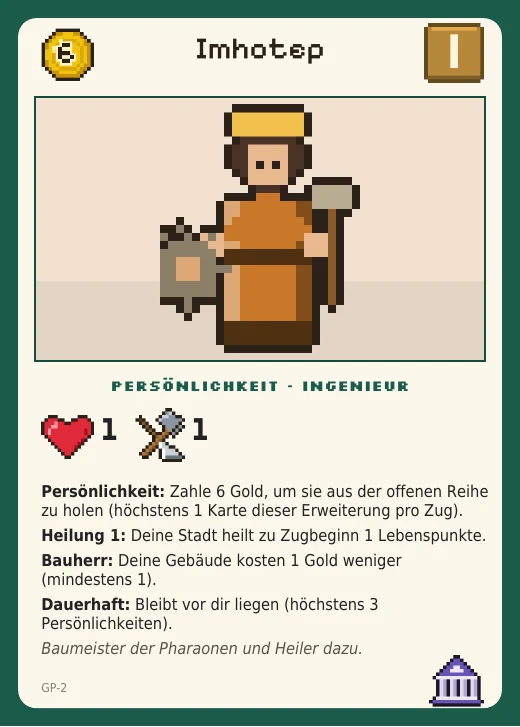 6
Imhotep
I
PERSÖNLICHKEIT - INGENIEUR
1
1
Persönlichkeit: Zahle 6 Gold, um sie aus der offenen Reihe
zu holen (höchstens 1 Karte dieser Erweiterung pro Zug).
Heilung 1: Deine Stadt heilt zu Zugbeginn 1 Lebenspunkte.
Bauherr: Deine Gebäude kosten 1 Gold weniger
(mindestens 1).
Dauerhaft: Bleibt vor dir liegen (höchstens 3
Persönlichkeiten).
Baumeister der Pharaonen und Heiler dazu.
GP-2